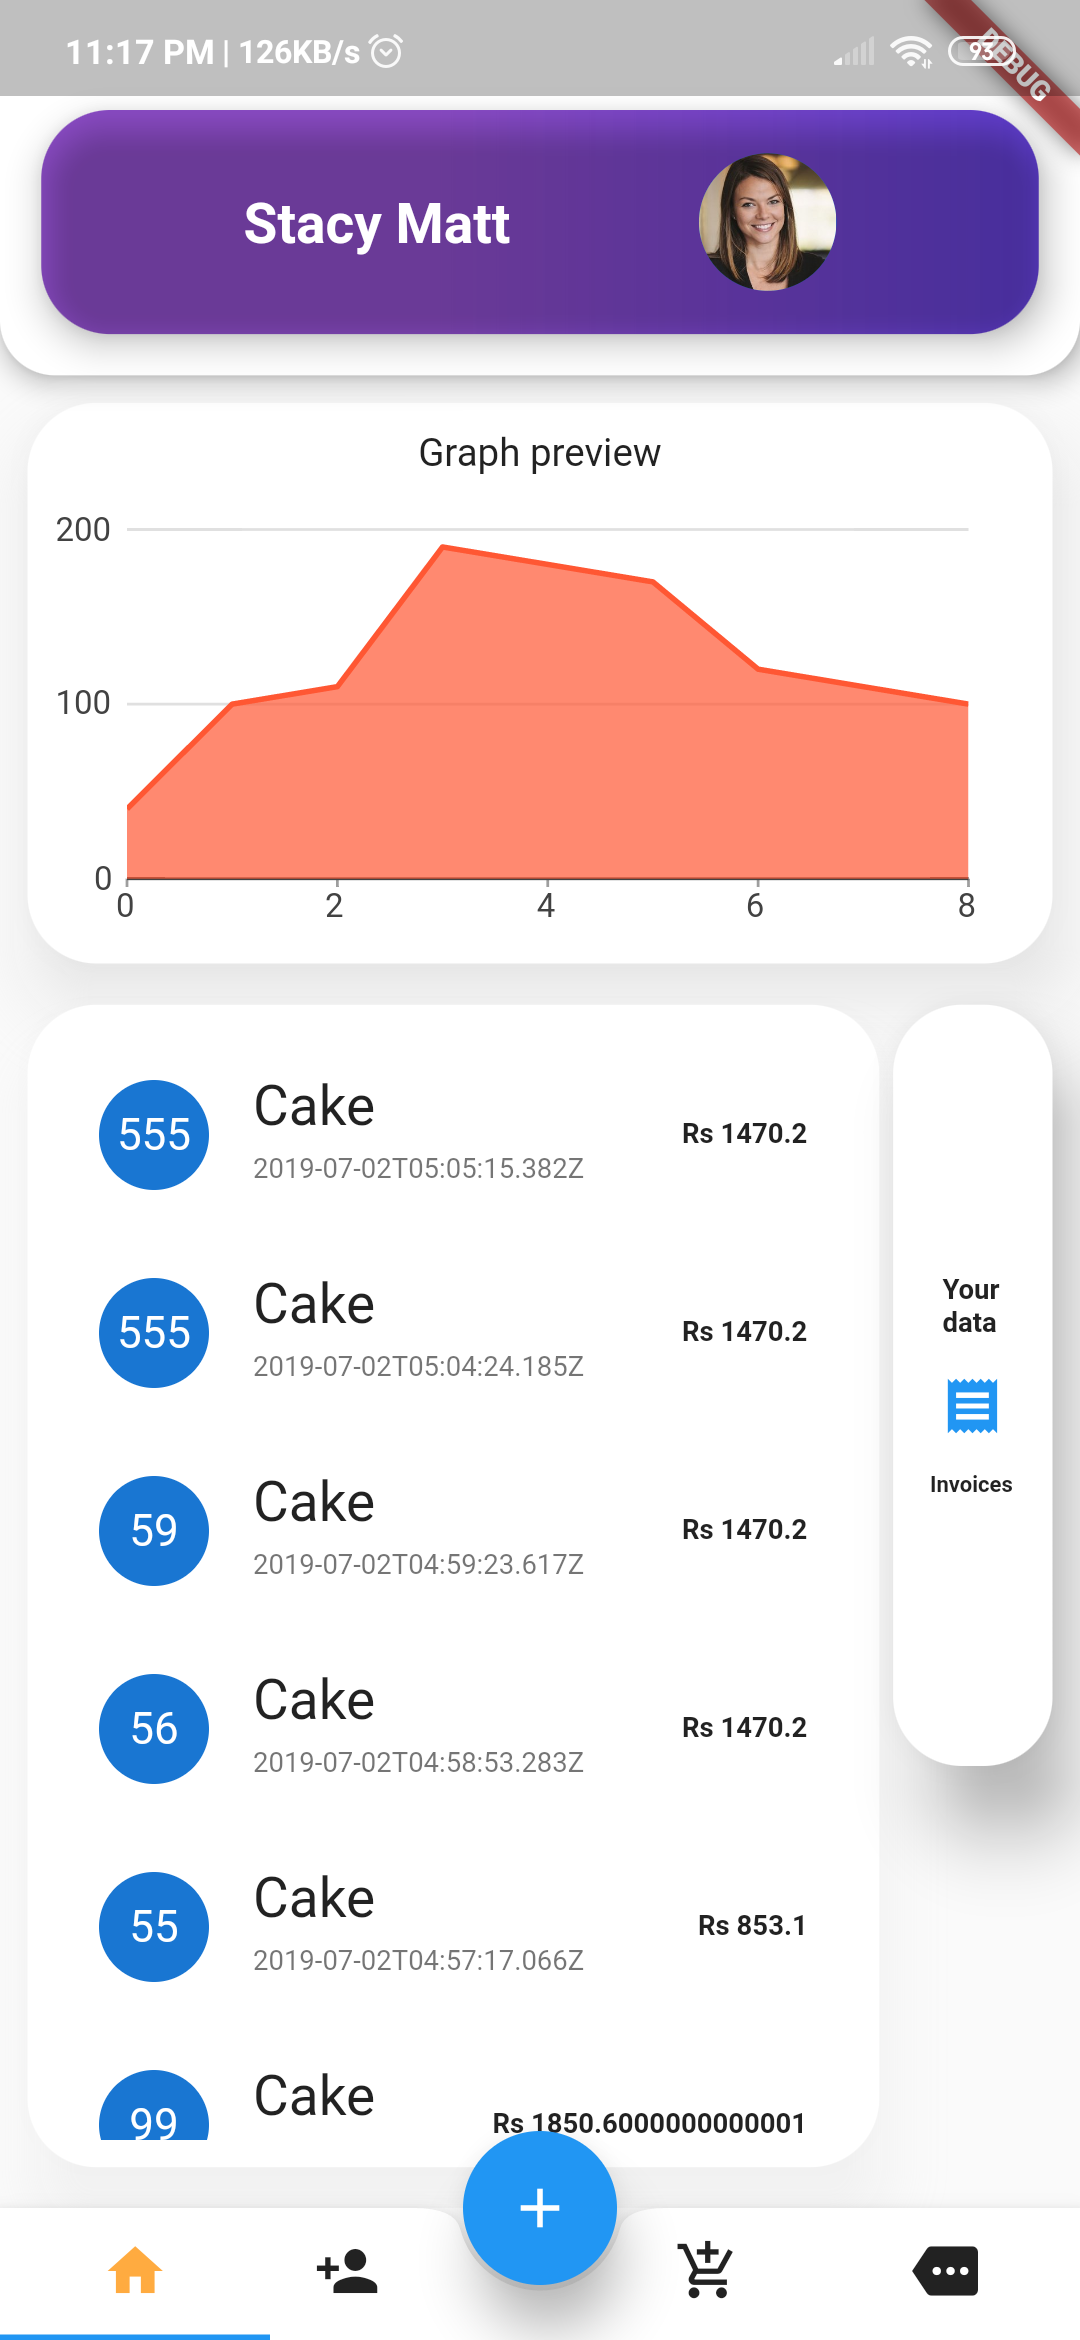 11:17 PM | 126KB/s
93
DEBUG
Stacy Matt
Graph preview
200
100
0
0 2 4 6 8
555
Cake
2019-07-02T05:05:15.382Z
Rs 1470.2
555
Cake
2019-07-02T05:04:24.185Z
Rs 1470.2
59
Cake
2019-07-02T04:59:23.617Z
Rs 1470.2
56
Cake
2019-07-02T04:58:53.283Z
Rs 1470.2
55
Cake
2019-07-02T04:57:17.066Z
Rs 853.1
99
Cake
Rs 1850.6000000000001
Your
data
Invoices